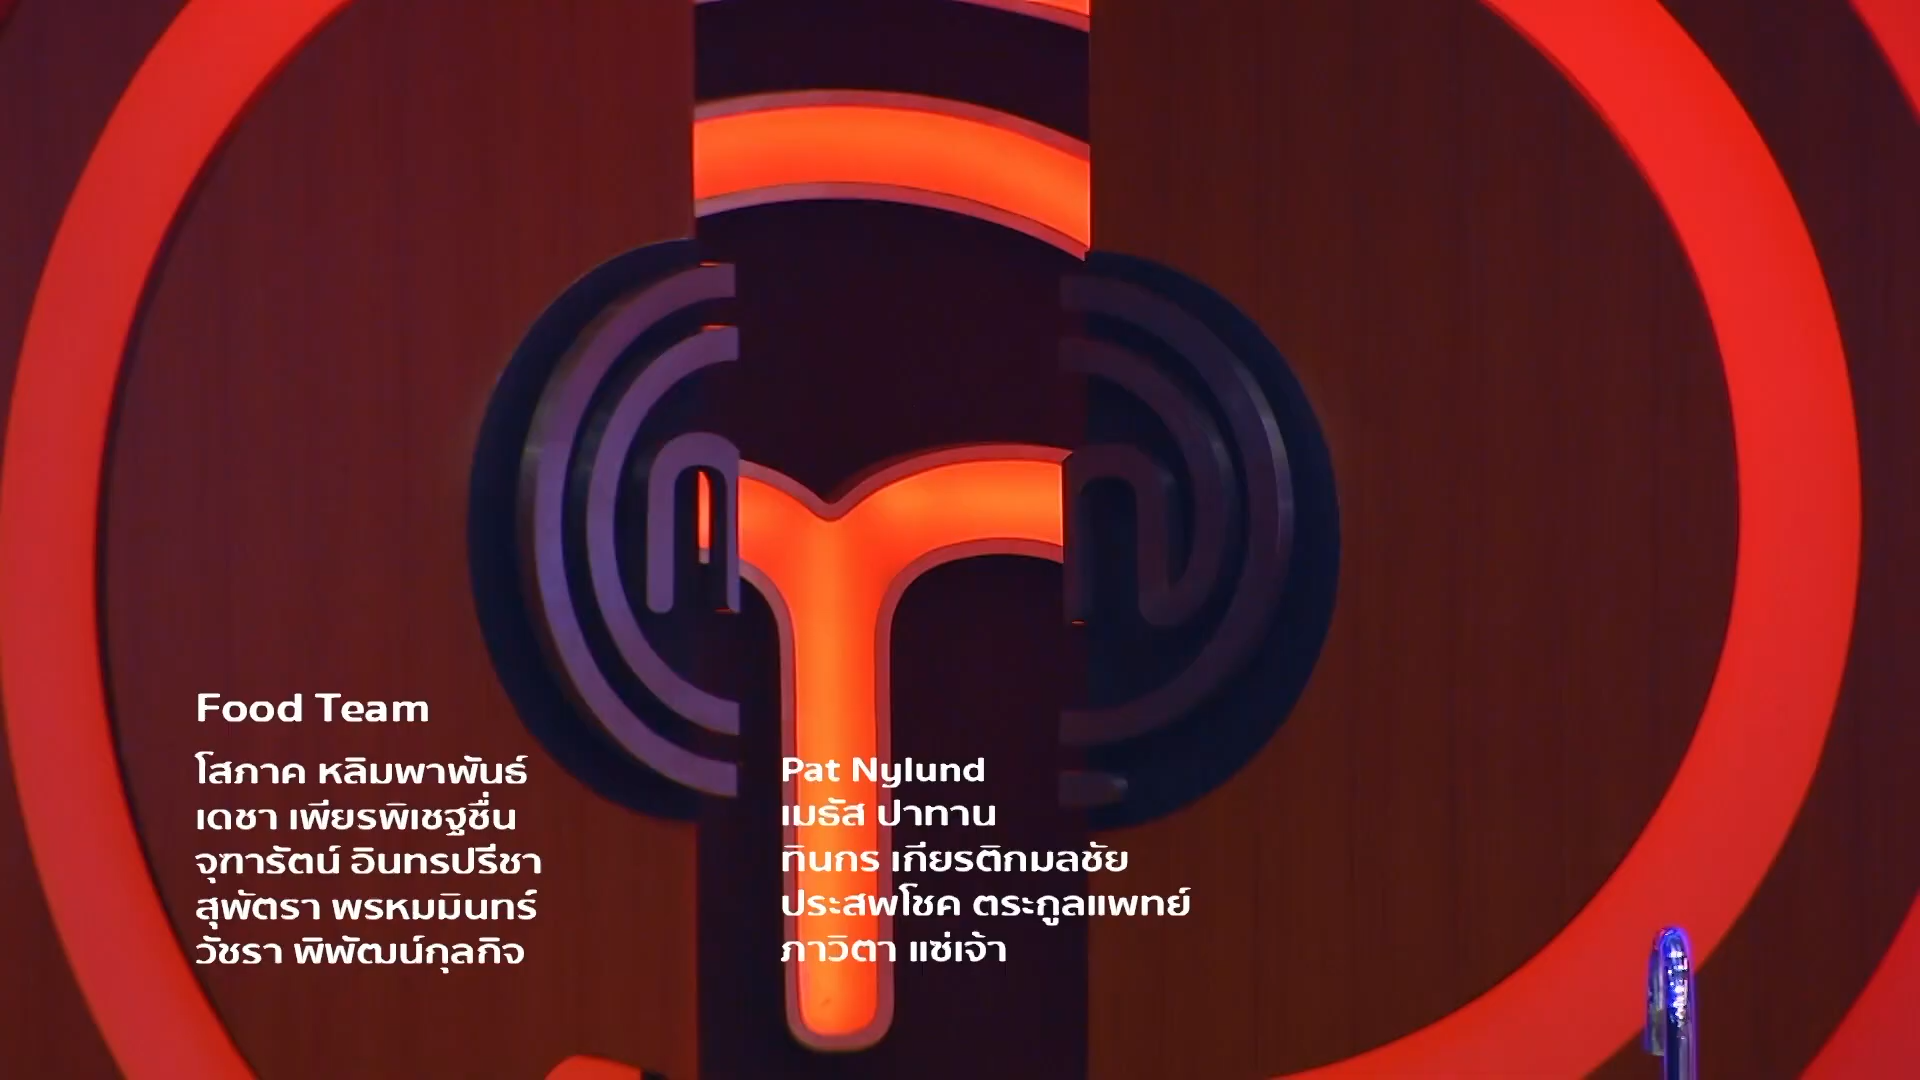 Food Team
โสภาค หลิมพาพันธ์
เดชา เพียรพิเชฐชื่น
จุฑารัตน์ อินทรปรีชา
สุพัตรา พรหมมินทร์
วัชรา พิพัฒน์กุลกิจ
Pat Nylund
เมธัส ปาทาน
ทินกร เกียรติกมลชัย
ประสพโชค ตระกูลแพทย์
ภาวิตา แซ่เจ้า